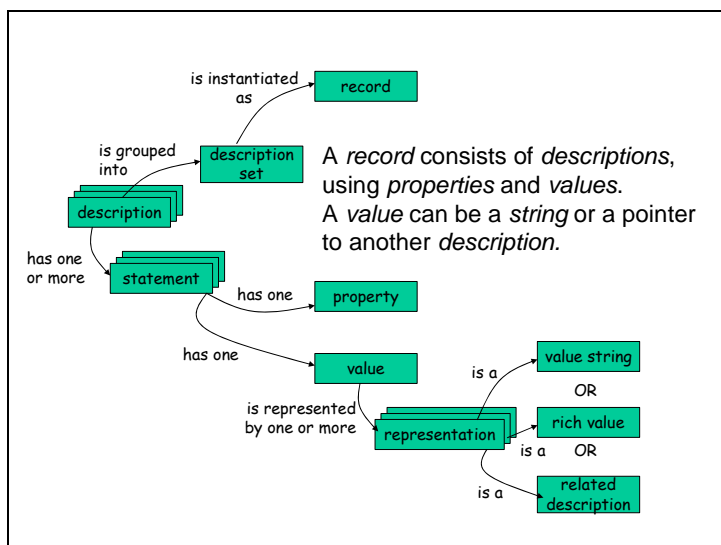 is instantiated
as
record
is grouped
into
description
set
A record consists of descriptions,
using properties and values.
A value can be a string or a pointer
to another description.
description
has one
or more
statement
has one
property
has one
value
is represented
by one or more
representation
is a
value string
OR
is a
rich value
OR
is a
related
description